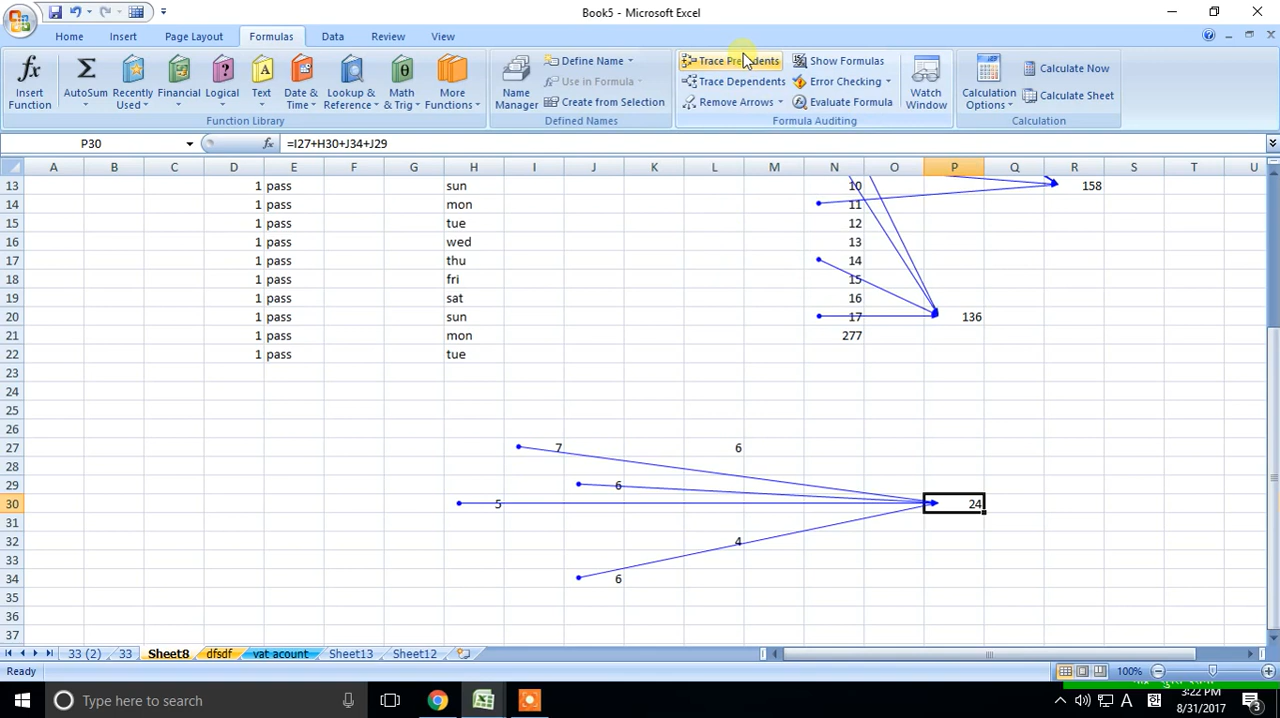 Book5 - Microsoft Excel
Home Insert Page Layout Formulas Data Review View
Insert Function
AutoSum
Recently Used
Financial
Logical
Text
Date & Time
Lookup & Reference
Math & Trig
More Functions
Function Library
Name Manager
Define Name
Use in Formula
Create from Selection
Defined Names
Trace Precedents
Trace Dependents
Remove Arrows
Show Formulas
Error Checking
Evaluate Formula
Formula Auditing
Watch Window
Calculation Options
Calculate Now
Calculate Sheet
Calculation
P30 fx =I27+H30+J34+J29
A B C D E F G H I J K L M N O P Q R S T U
13 1 pass sun 10 158
14 1 pass mon 11
15 1 pass tue 12
16 1 pass wed 13
17 1 pass thu 14
18 1 pass fri 15
19 1 pass sat 16
20 1 pass sun 17 136
21 1 pass mon 277
22 1 pass tue
23
24
25
26
27 7 6
28
29 6
30 5 24
31
32 4
33
34 6
35
36
37
33 (2) 33 Sheet8 dfsdf vat acount Sheet13 Sheet12
Ready 100%
Type here to search
A 한 3:22 PM
8/31/2017 3